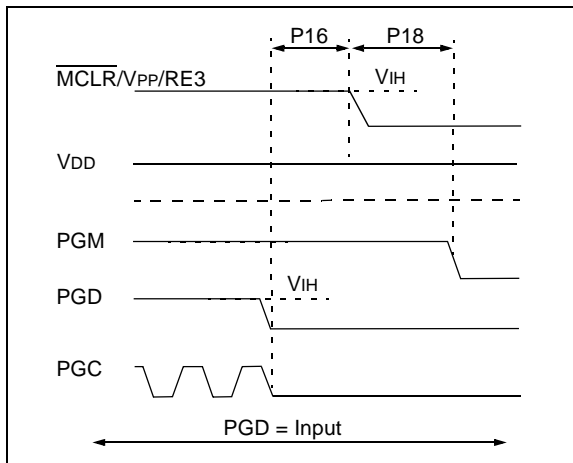 P16 P18
MCLR/VPP/RE3 VIH
VDD
PGM
VIH
PGD
PGC
PGD = Input